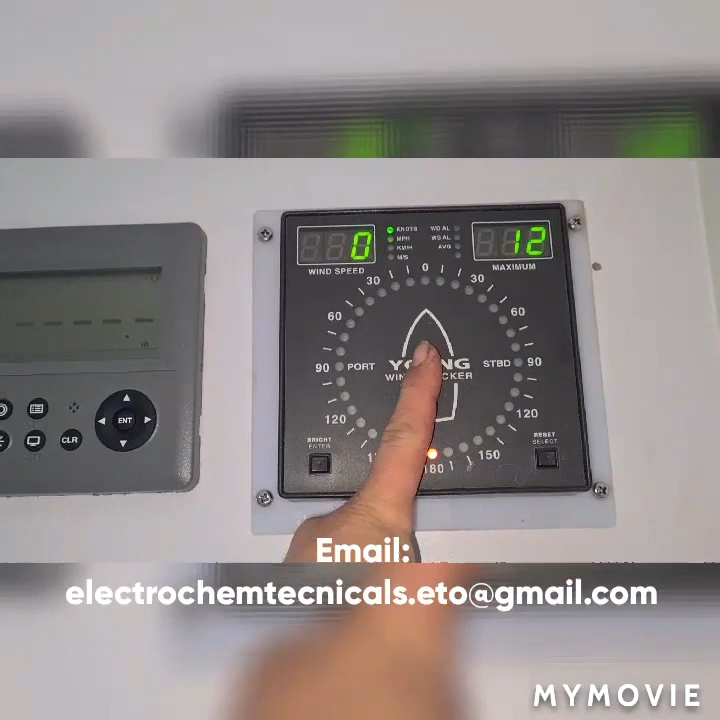 0
KNOTS
MPH
KM/H
M/S
WD AL
WS AL
AVG
12
WIND SPEED
MAXIMUM
0
30
30
60
60
90
PORT
STBD
90
120
120
150
180
BRIGHT
ENTER
RESET
SELECT
ENT
CLR
Email:
electrochemtecnicals.eto@gmail.com
MYMOVIE